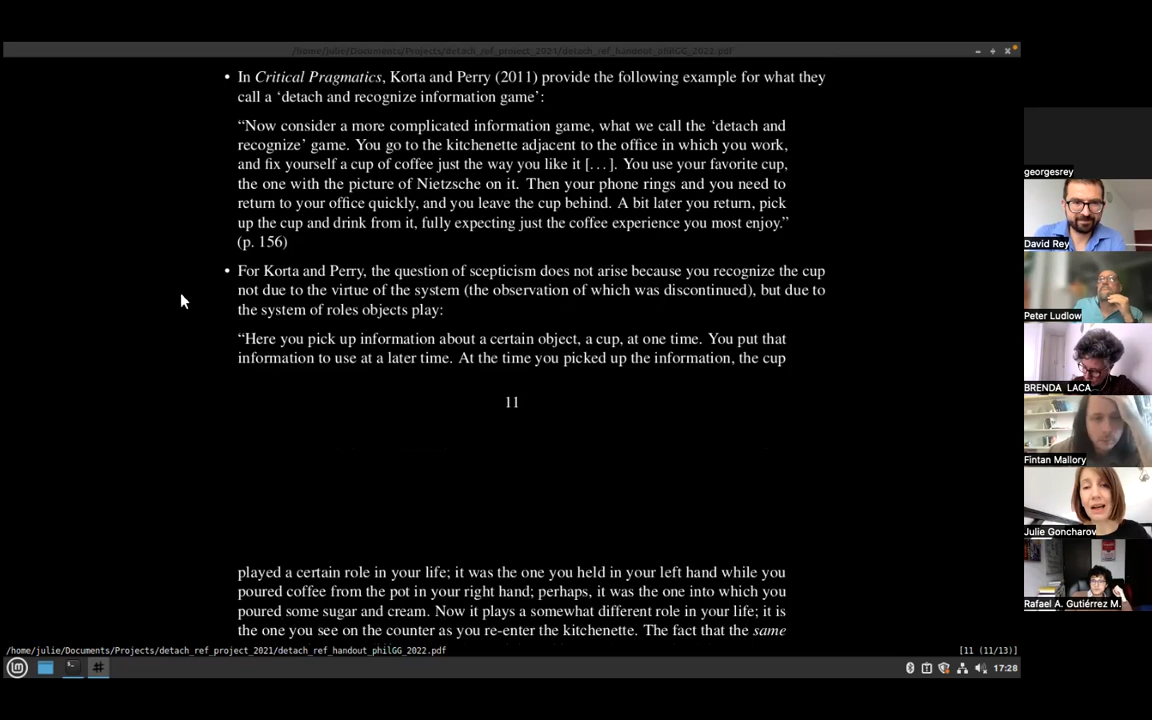 /home/julie/Documents/Projects/detach_ref_project_2021/detach_ref_handout_philGG_2022.pdf
• In Critical Pragmatics, Korta and Perry (2011) provide the following example for what they
call a ‘detach and recognize information game’:
“Now consider a more complicated information game, what we call the ‘detach and
recognize’ game. You go to the kitchenette adjacent to the office in which you work,
and fix yourself a cup of coffee just the way you like it [. . .]. You use your favorite cup,
the one with the picture of Nietzsche on it. Then your phone rings and you need to
return to your office quickly, and you leave the cup behind. A bit later you return, pick
up the cup and drink from it, fully expecting just the coffee experience you most enjoy.”
(p. 156)
• For Korta and Perry, the question of scepticism does not arise because you recognize the cup
not due to the virtue of the system (the observation of which was discontinued), but due to
the system of roles objects play:
“Here you pick up information about a certain object, a cup, at one time. You put that
information to use at a later time. At the time you picked up the information, the cup
11
played a certain role in your life; it was the one you held in your left hand while you
poured coffee from the pot in your right hand; perhaps, it was the one into which you
poured some sugar and cream. Now it plays a somewhat different role in your life; it is
the one you see on the counter as you re-enter the kitchenette. The fact that the same
/home/julie/Documents/Projects/detach_ref_project_2021/detach_ref_handout_philGG_2022.pdf [11 (11/13)]
17:28
georgesrey
David Rey
Peter Ludlow
BRENDA LACA
Fintan Mallory
Julie Goncharov
Rafael A. Gutiérrez M.